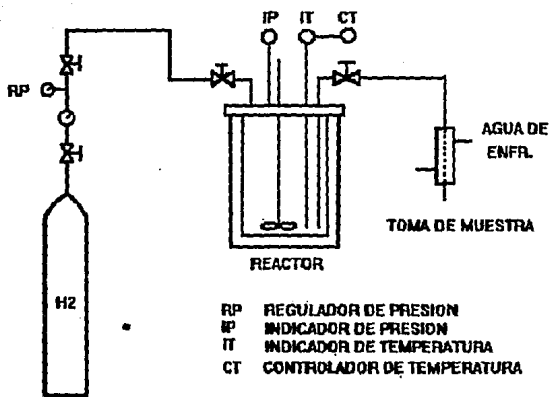 IP IT CT
RP
AGUA DE
ENFR.
TOMA DE MUESTRA
REACTOR
H2
RP REGULADOR DE PRESION
IP INDICADOR DE PRESION
IT INDICADOR DE TEMPERATURA
CT CONTROLADOR DE TEMPERATURA